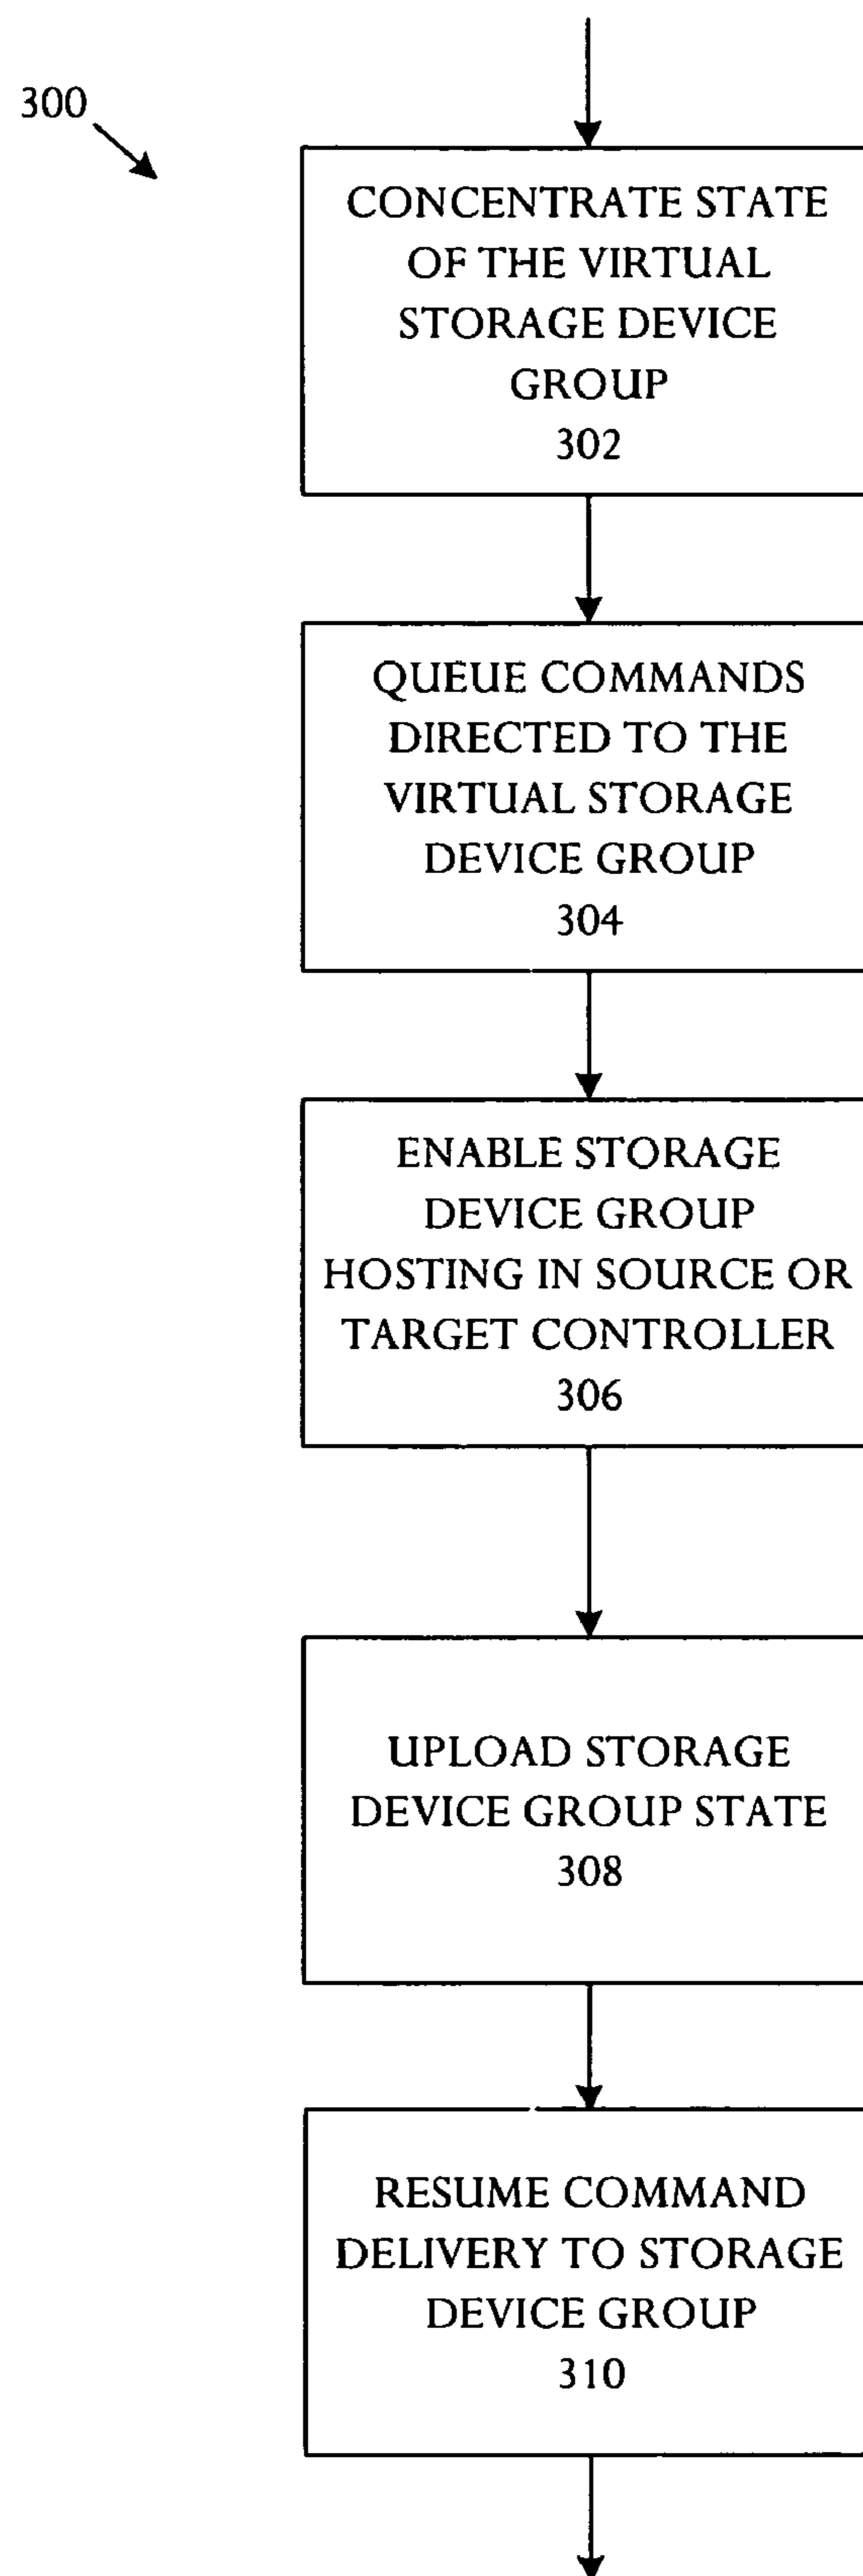 300
CONCENTRATE STATE
OF THE VIRTUAL
STORAGE DEVICE
GROUP
302
QUEUE COMMANDS
DIRECTED TO THE
VIRTUAL STORAGE
DEVICE GROUP
304
ENABLE STORAGE
DEVICE GROUP
HOSTING IN SOURCE OR
TARGET CONTROLLER
306
UPLOAD STORAGE
DEVICE GROUP STATE
308
RESUME COMMAND
DELIVERY TO STORAGE
DEVICE GROUP
310